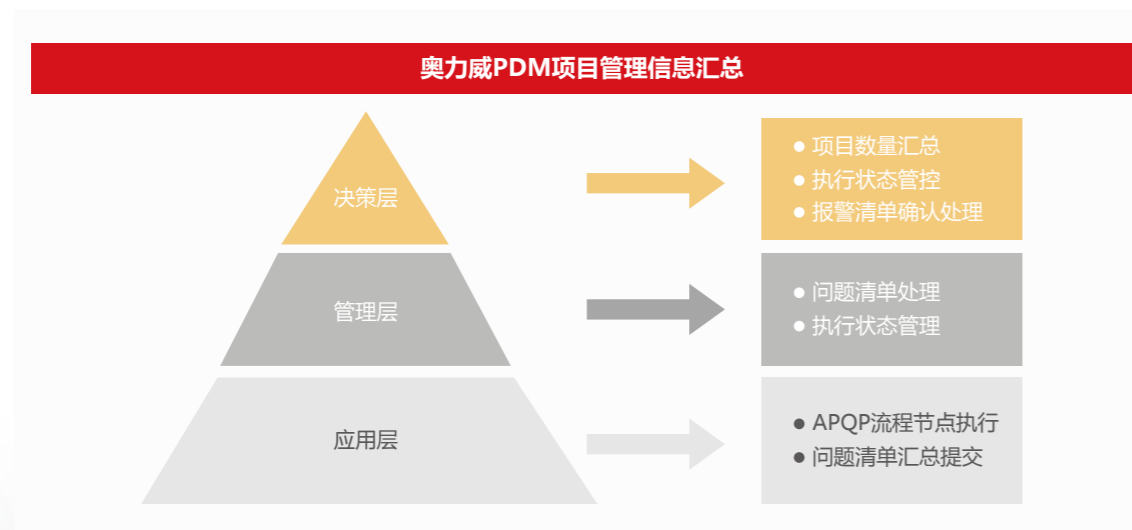 奥力威PDM项目管理信息汇总
决策层
● 项目数量汇总
● 执行状态管控
● 报警清单确认处理
管理层
● 问题清单处理
● 执行状态管理
应用层
● APQP流程节点执行
● 问题清单汇总提交